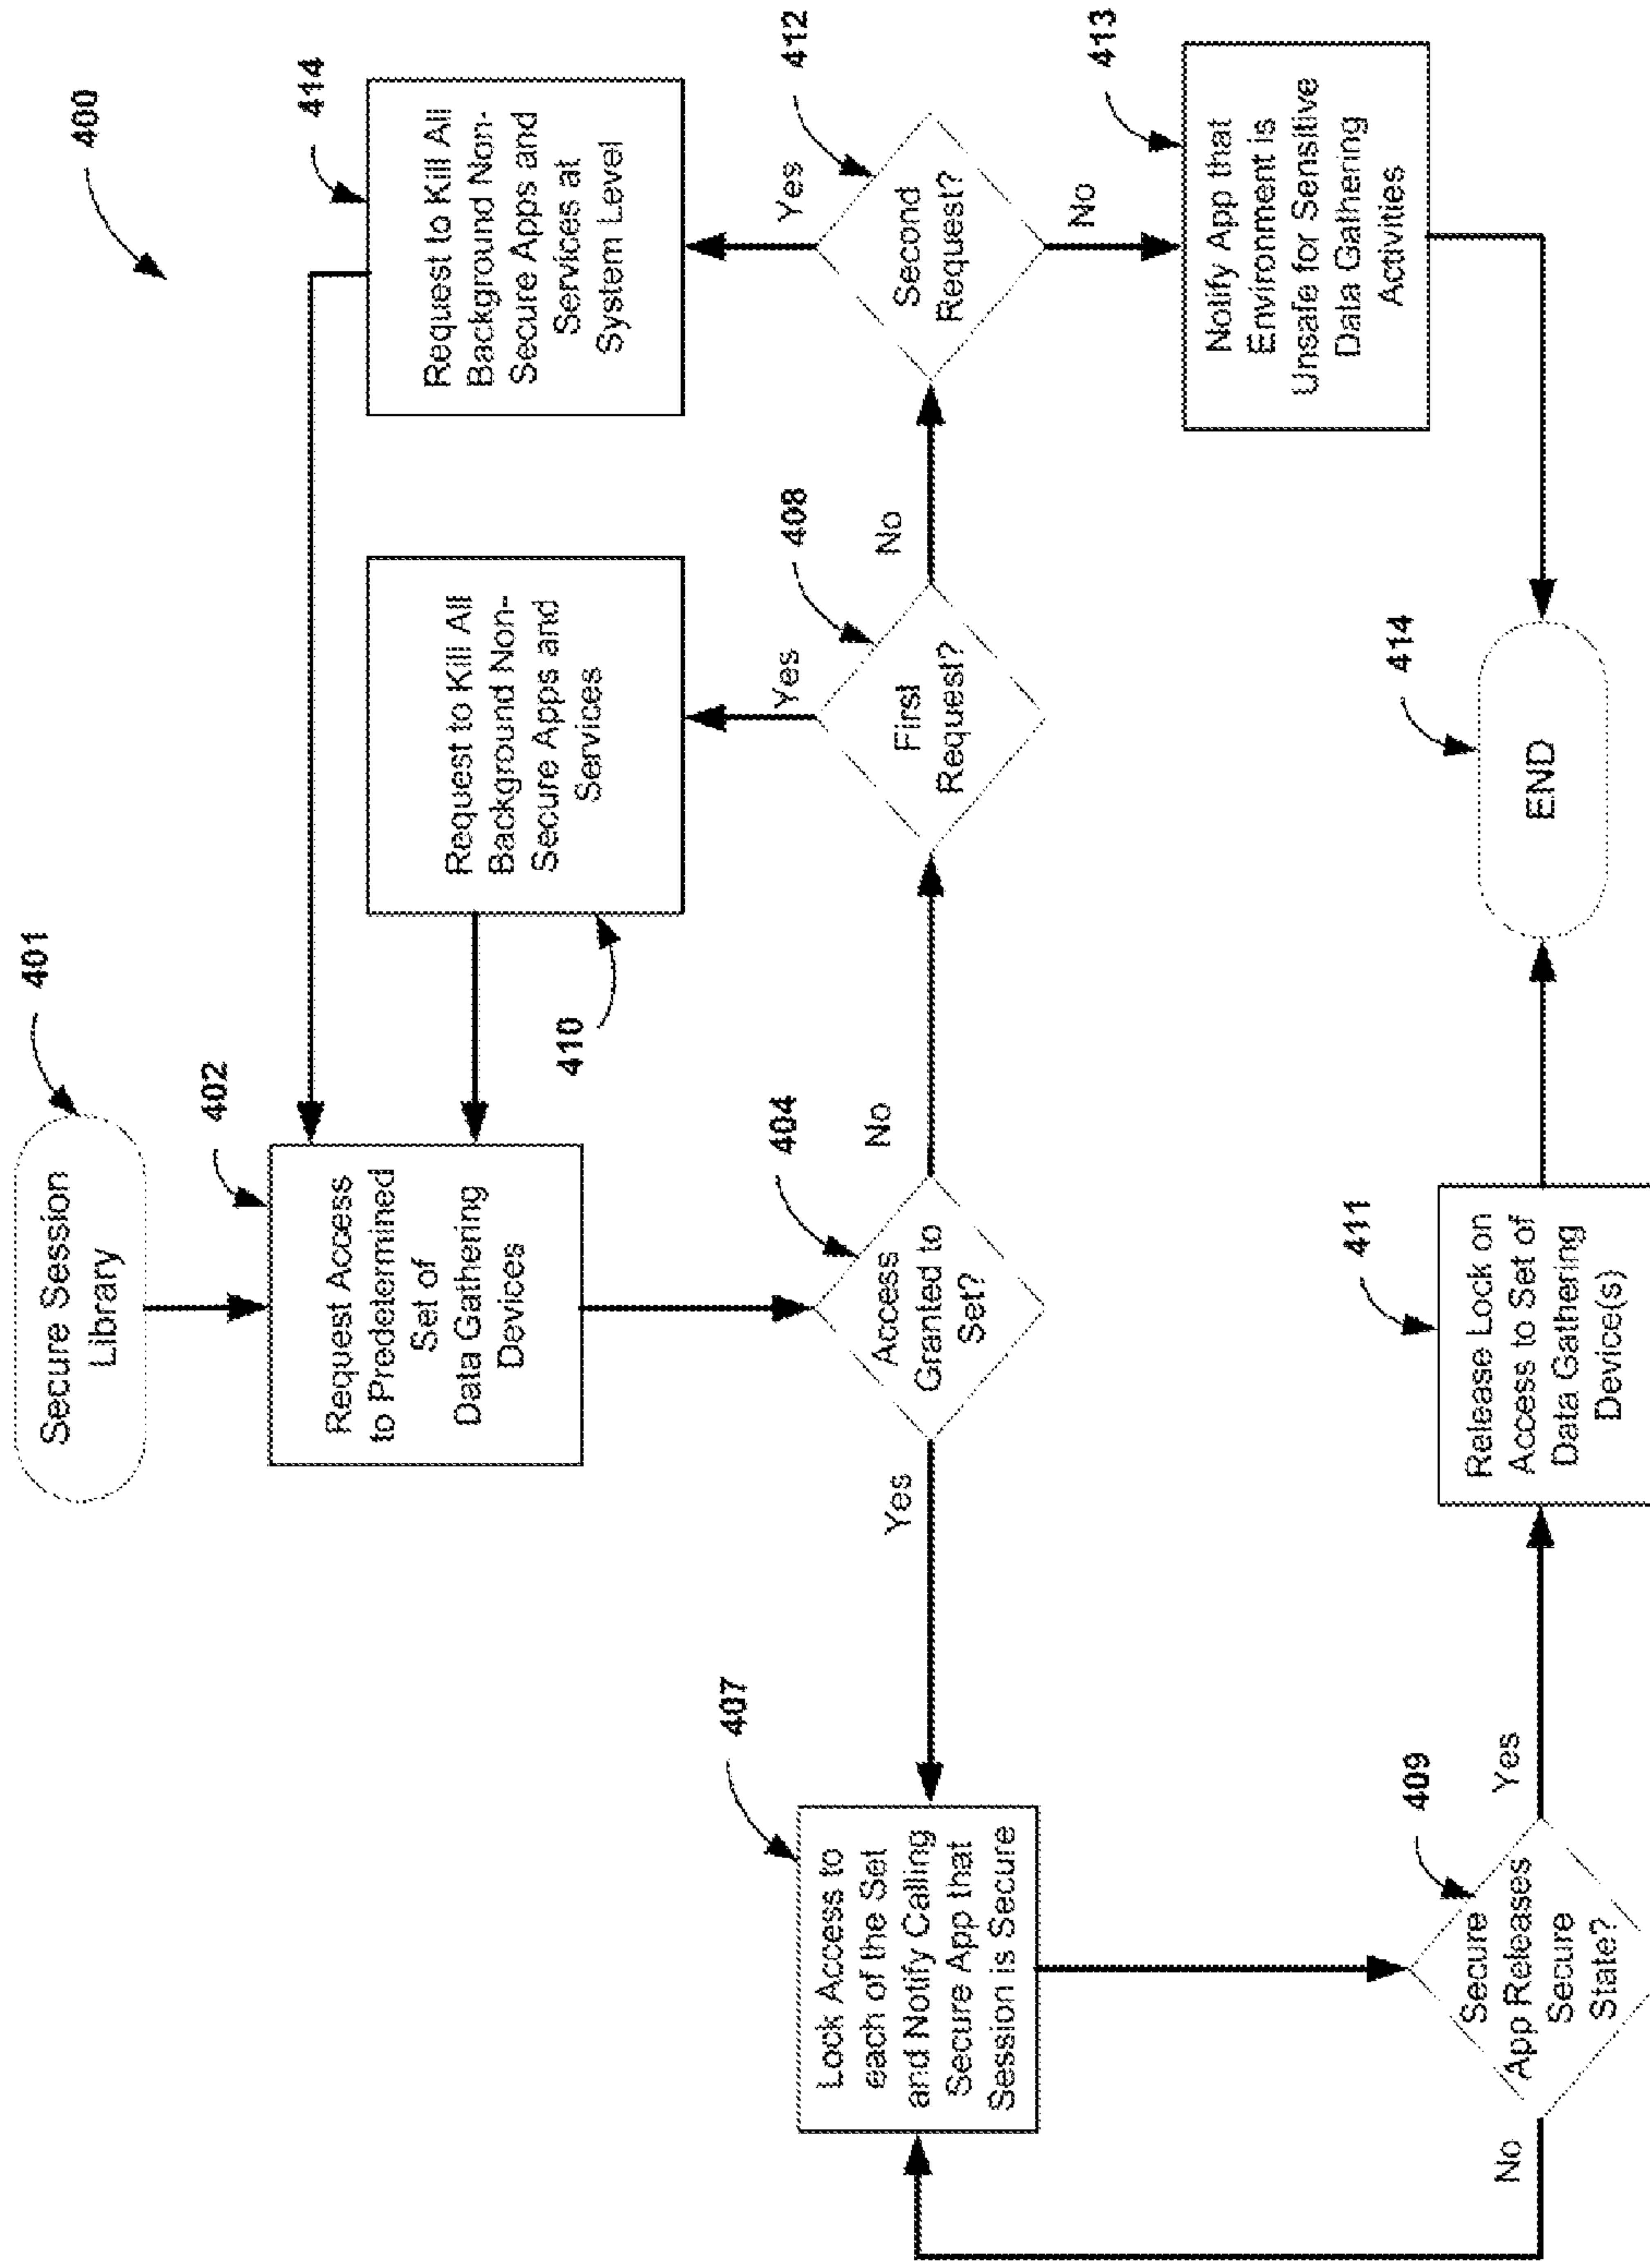 400
Secure Session
Library
401
Request Access
to Predetermined
Set of
Data Gathering
Devices
402
Access
Granted to
Set?
404
Yes
No
First
Request?
408
Yes
No
Request to Kill All
Background Non-
Secure Apps and
Services
410
Second
Request?
412
Yes
No
Request to Kill All
Background Non-
Secure Apps and
Services at
System Level
414
Notify App that
Environment is
Unsafe for Sensitive
Data Gathering
Activities
413
Lock Access to
each of the Set
and Notify Calling
Secure App that
Session is Secure
407
Secure
App Releases
Secure
State?
409
No
Yes
Release Lock on
Access to Set of
Data Gathering
Device(s)
411
END
414